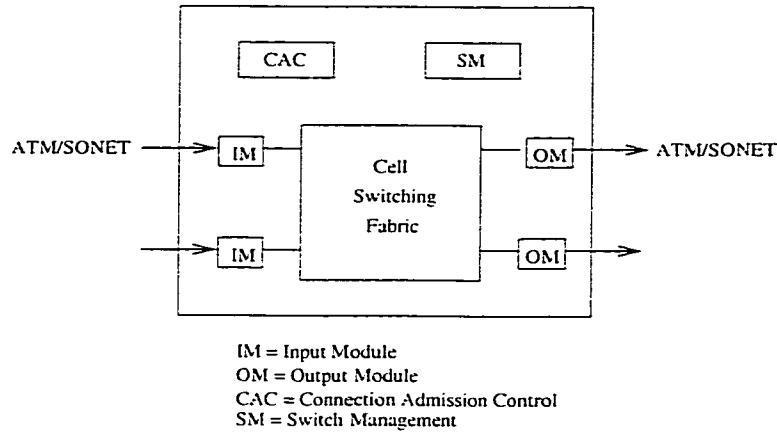 CAC SM
ATM/SONET IM OM ATM/SONET
Cell
Switching
Fabric
IM OM
IM = Input Module
OM = Output Module
CAC = Connection Admission Control
SM = Switch Management